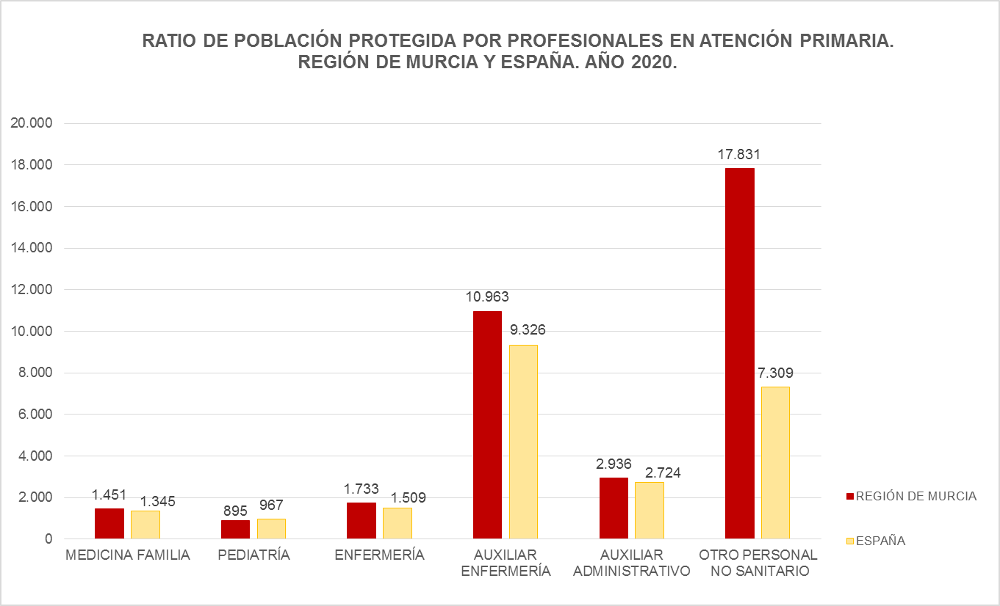 RATIO DE POBLACIÓN PROTEGIDA POR PROFESIONALES EN ATENCIÓN PRIMARIA.
REGIÓN DE MURCIA Y ESPAÑA. AÑO 2020.
20.000
18.000
16.000
14.000
12.000
10.000
8.000
6.000
4.000
2.000
0
1.451
1.345
895
967
1.733
1.509
10.963
9.326
2.936
2.724
17.831
7.309
MEDICINA FAMILIA
PEDIATRÍA
ENFERMERÍA
AUXILIAR
ENFERMERÍA
AUXILIAR
ADMINISTRATIVO
OTRO PERSONAL
NO SANITARIO
REGIÓN DE MURCIA
ESPAÑA